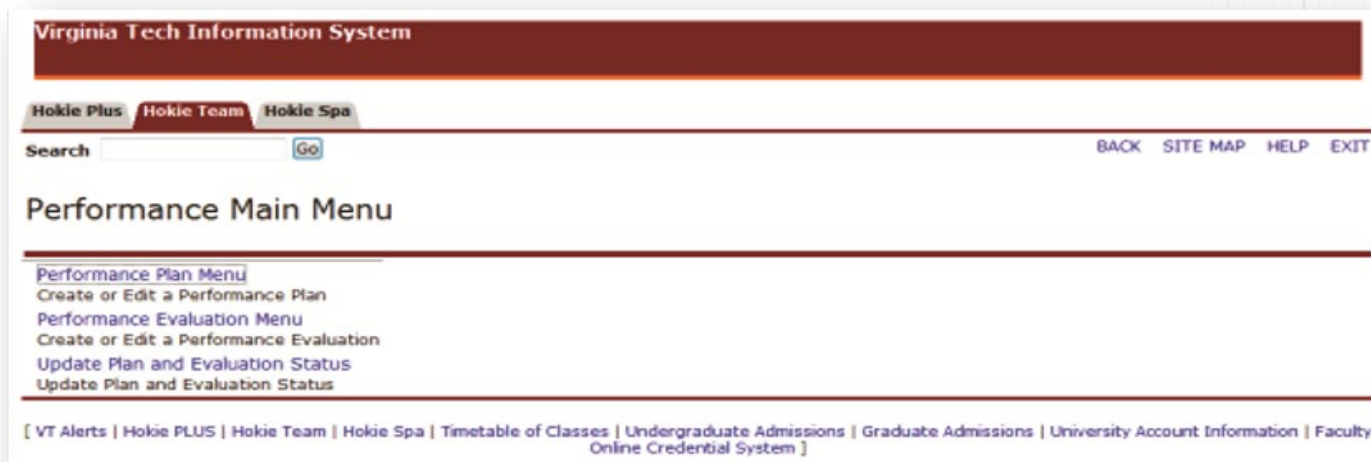 Virginia Tech Information System
Hokie Plus Hokie Team Hokie Spa
Search Go BACK SITE MAP HELP EXIT
Performance Main Menu
Performance Plan Menu
Create or Edit a Performance Plan
Performance Evaluation Menu
Create or Edit a Performance Evaluation
Update Plan and Evaluation Status
Update Plan and Evaluation Status
[ VT Alerts | Hokie PLUS | Hokie Team | Hokie Spa | Timetable of Classes | Undergraduate Admissions | Graduate Admissions | University Account Information | Faculty
Online Credential System ]